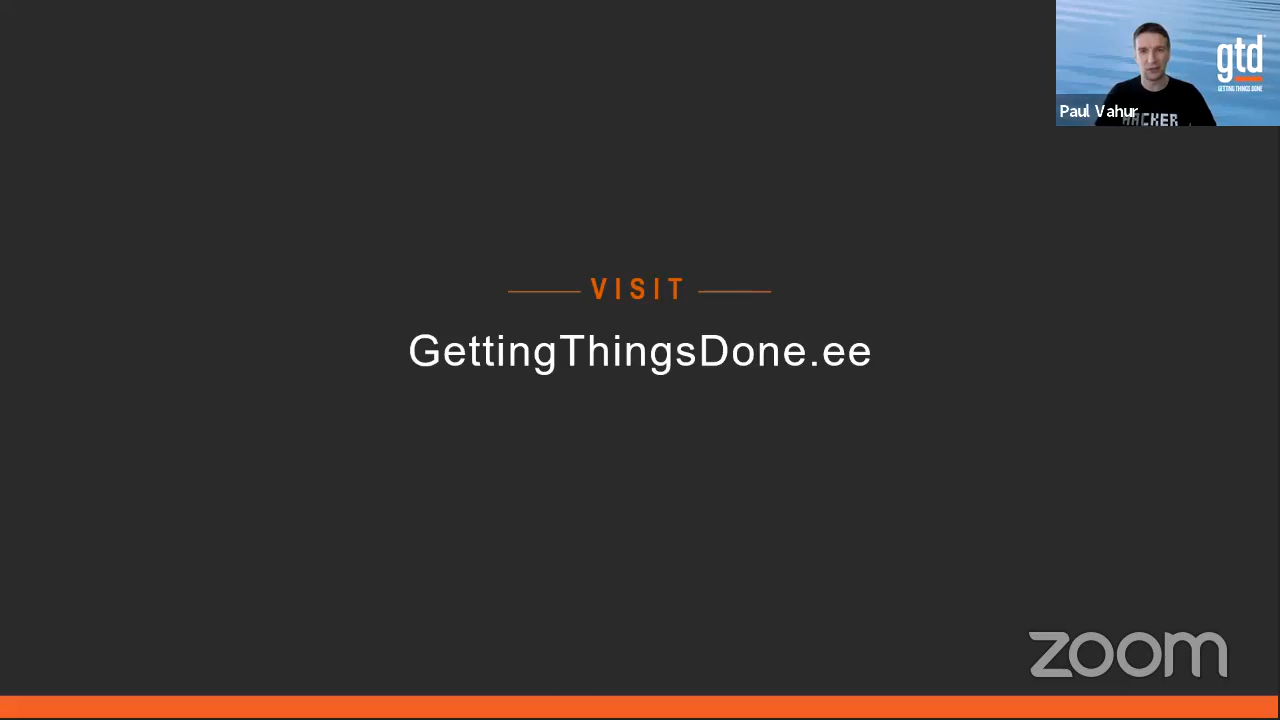 gtd
GETTING THINGS DONE
Paul Vahur
HACKER
VISIT
GettingThingsDone.ee
zoom